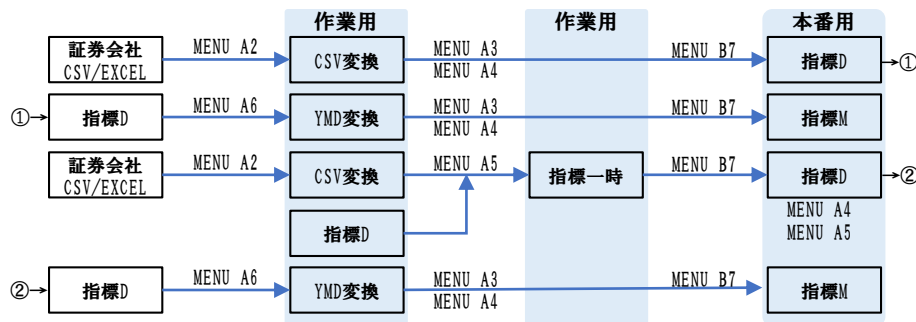 作業用 作業用 本番用
証券会社 MENU A2 CSV変換 MENU A3 MENU B7 指標D →①
CSV/EXCEL MENU A4
①→ 指標D MENU A6 YMD変換 MENU A3 MENU B7 指標M
MENU A4
証券会社 MENU A2 CSV変換 MENU A5 指標一時 MENU B7 指標D →②
CSV/EXCEL
指標D MENU A4
MENU A5
②→ 指標D MENU A6 YMD変換 MENU A3 MENU B7 指標M
MENU A4